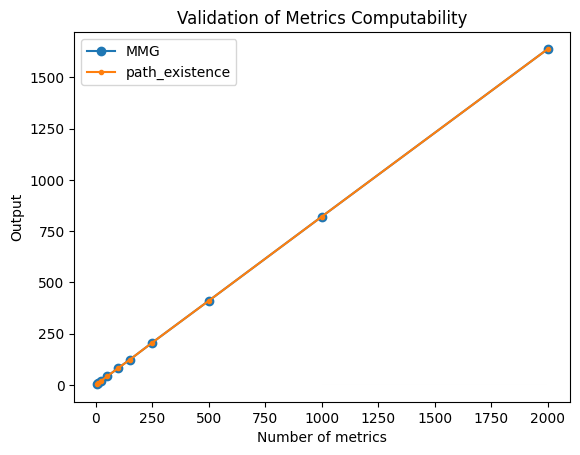 Validation of Metrics Computability
MMG
path_existence
Output
1500
1250
1000
750
500
250
0
0 250 500 750 1000 1250 1500 1750 2000
Number of metrics